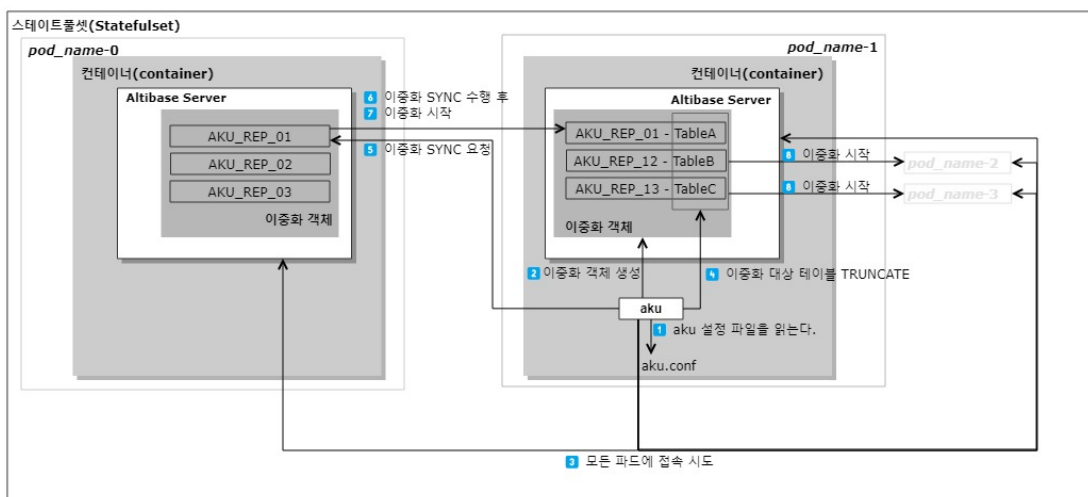 스테이트풀셋(Statefulset)
pod_name-0
컨테이너(container)
Altibase Server
AKU_REP_01
AKU_REP_02
AKU_REP_03
이중화 객체
6 이중화 SYNC 수행 후
7 이중화 시작
5 이중화 SYNC 요청
pod_name-1
컨테이너(container)
Altibase Server
AKU_REP_01 - TableA
AKU_REP_12 - TableB
AKU_REP_13 - TableC
이중화 객체
8 이중화 시작
8 이중화 시작
pod_name-2
pod_name-3
2 이중화 객체 생성
4 이중화 대상 테이블 TRUNCATE
aku
1 aku 설정 파일을 읽는다.
aku.conf
3 모든 파드에 접속 시도